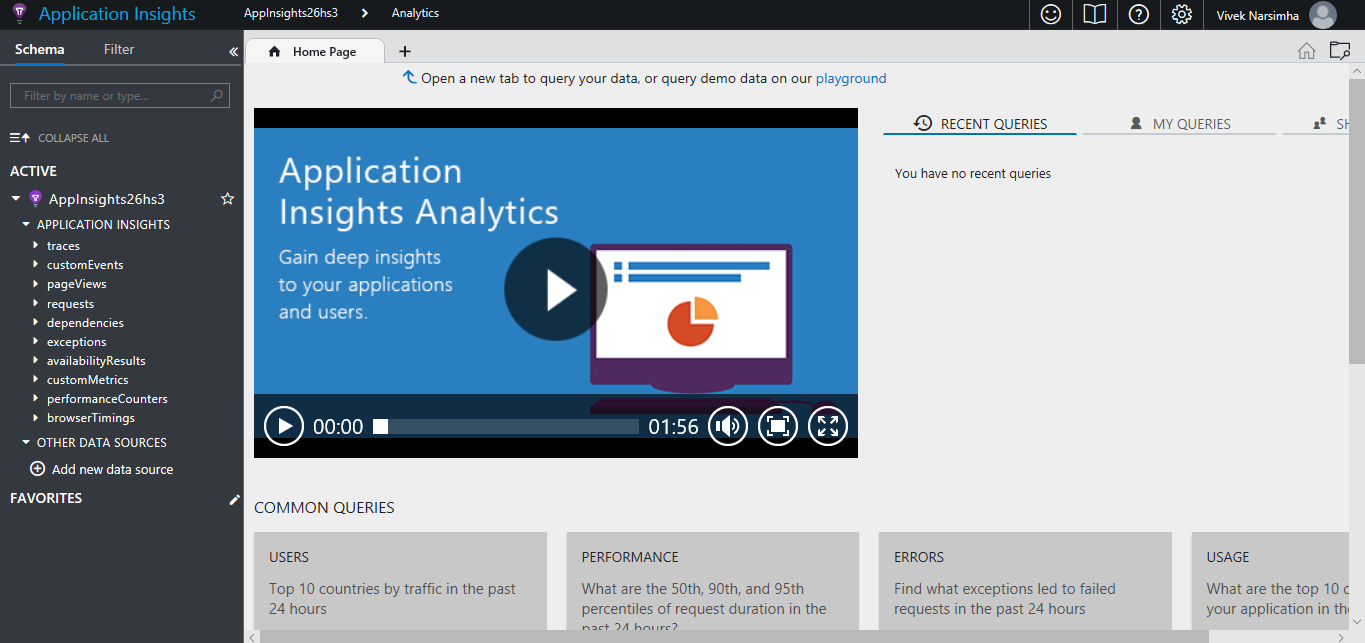 Application Insights
AppInsights26hs3
Analytics
Vivek Narsimha
Schema
Filter
Home Page
Filter by name or type...
COLLAPSE ALL
ACTIVE
AppInsights26hs3
APPLICATION INSIGHTS
traces
customEvents
pageViews
requests
dependencies
exceptions
availabilityResults
customMetrics
performanceCounters
browserTimings
OTHER DATA SOURCES
Add new data source
FAVORITES
Open a new tab to query your data, or query demo data on our playground
Application
Insights Analytics
Gain deep insights
to your applications
and users.
00:00
01:56
RECENT QUERIES
MY QUERIES
SH
You have no recent queries
COMMON QUERIES
USERS
Top 10 countries by traffic in the past
24 hours
PERFORMANCE
What are the 50th, 90th, and 95th
percentiles of request duration in the
past 24 hours?
ERRORS
Find what exceptions led to failed
requests in the past 24 hours
USAGE
What are the top 10
your application in